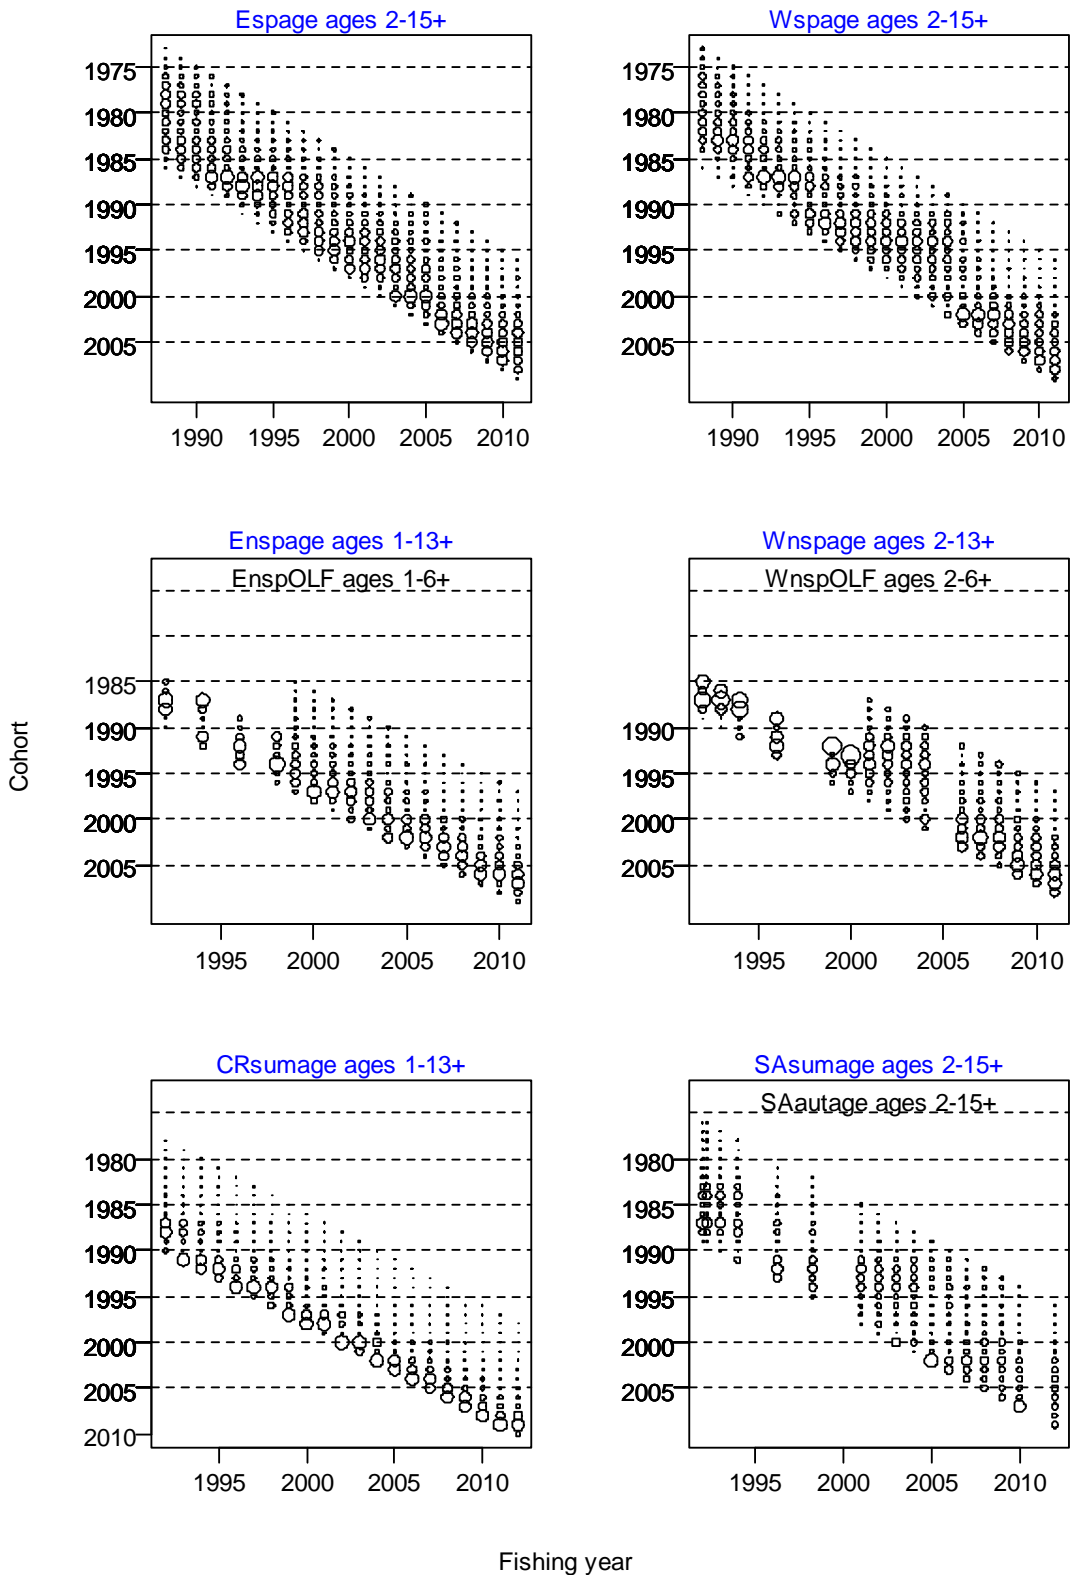 Espage ages 2-15+
Wspage ages 2-15+
1975
1980
1985
1990
1995
2000
2005
1975
1980
1985
1990
1995
2000
2005
1990 1995 2000 2005 2010
1990 1995 2000 2005 2010
Enspage ages 1-13+
Wnspage ages 2-13+
EnspOLF ages 1-6+
WnspOLF ages 2-6+
1985
1990
1995
2000
2005
1985
1990
1995
2000
2005
Cohort
1995 2000 2005 2010
1995 2000 2005 2010
CRsumage ages 1-13+
SAsumage ages 2-15+
SAautage ages 2-15+
1980
1985
1990
1995
2000
2005
2010
1980
1985
1990
1995
2000
2005
1995 2000 2005 2010
1995 2000 2005 2010
Fishing year